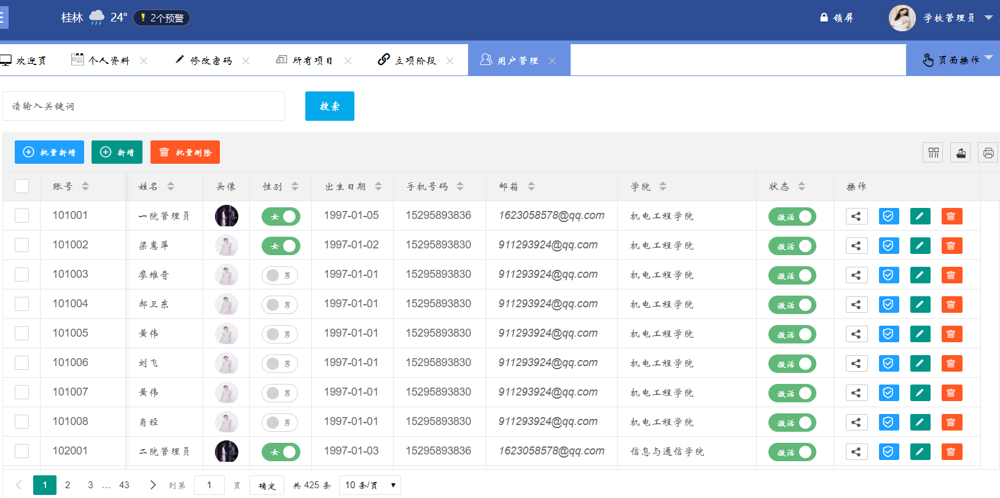 桂林 24° 2个预警 锁屏 学校管理员
欢迎页 个人资料 修改密码 所有项目 立项阶段 用户管理 页面操作
请输入关键词 搜索
批量新增 新增 批量删除
账号 姓名 头像 性别 出生日期 手机号码 邮箱 学院 状态 操作
101001 一院管理员 女 1997-01-05 15295893836 1623058578@qq.com 机电工程学院 激活
101002 梁惠萍 女 1997-01-02 15295893830 911293924@qq.com 机电工程学院 激活
101003 廖维奇 男 1997-01-01 15295893830 911293924@qq.com 机电工程学院 激活
101004 郝卫东 男 1997-01-01 15295893830 911293924@qq.com 机电工程学院 激活
101005 黄伟 男 1997-01-01 15295893830 911293924@qq.com 机电工程学院 激活
101006 刘飞 男 1997-01-01 15295893830 911293924@qq.com 机电工程学院 激活
101007 黄伟 男 1997-01-01 15295893830 911293924@qq.com 机电工程学院 激活
101008 肖经 男 1997-01-01 15295893830 911293924@qq.com 机电工程学院 激活
102001 二院管理员 女 1997-01-03 15295893836 1623058578@qq.com 信息与通信学院 激活
1 2 3 ... 43 到第 1 页 确定 共 425 条 10 条/页